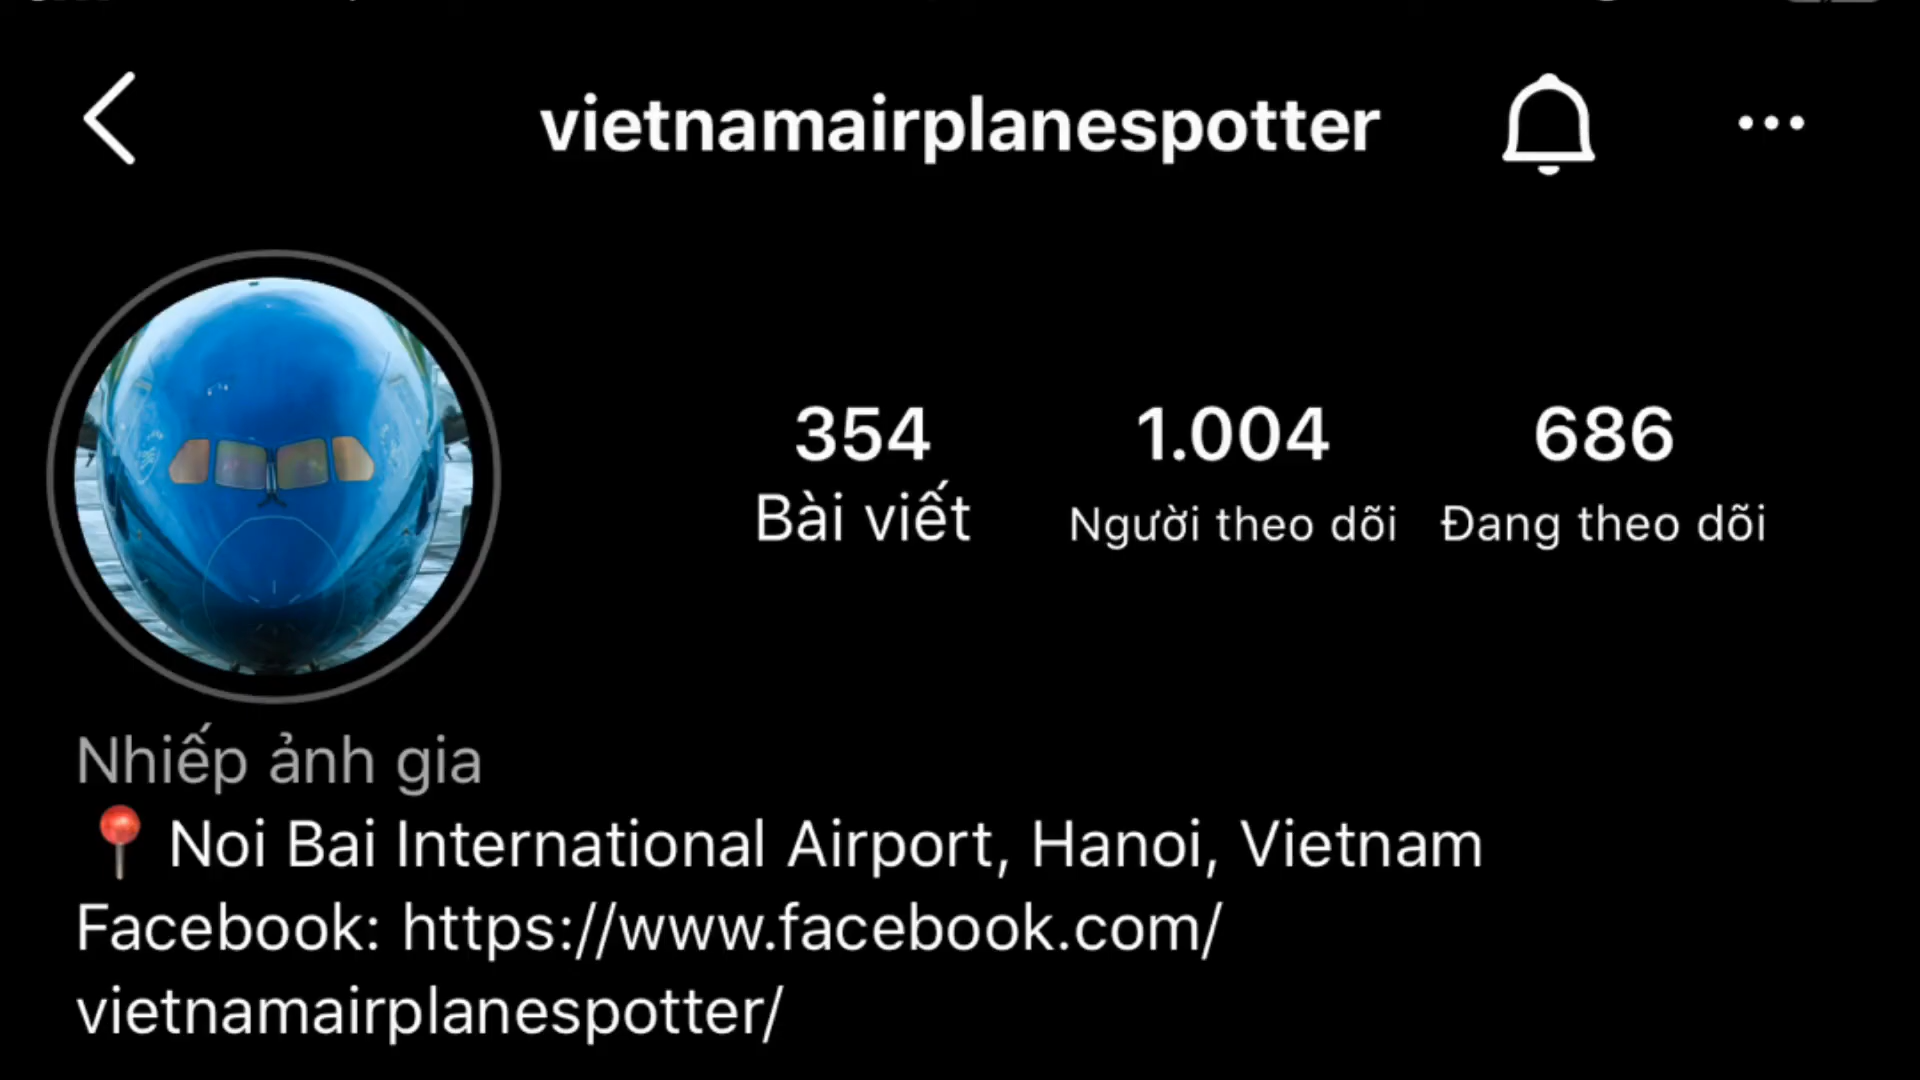 vietnamairplanespotter
354 1.004 686
Bài viết Người theo dõi Đang theo dõi
Nhiếp ảnh gia
📍 Noi Bai International Airport, Hanoi, Vietnam
Facebook: https://www.facebook.com/
vietnamairplanespotter/